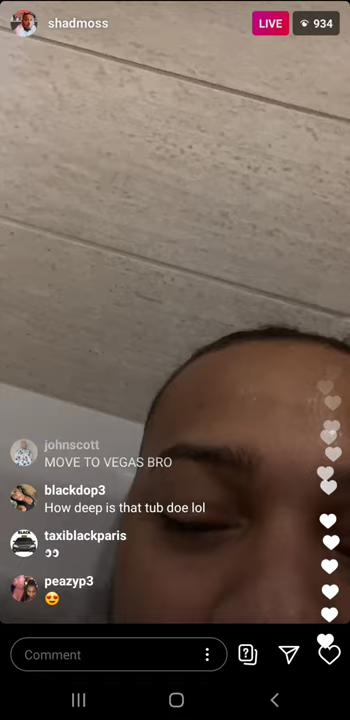 shadmoss
LIVE
934
johnscott
MOVE TO VEGAS BRO
blackdop3
How deep is that tub doe lol
taxiblackparis
👀
peazyp3
😍
Comment